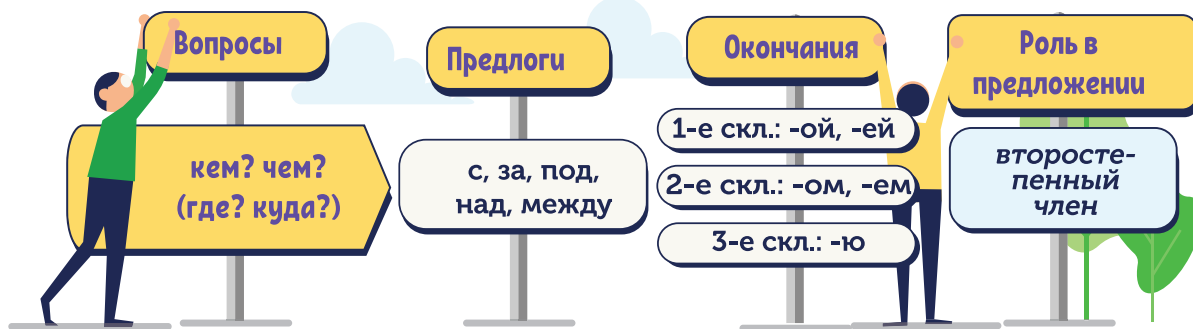 Вопросы
кем? чем?
(где? куда?)
Предлоги
с, за, под,
над, между
Окончания
1-е скл.: -ой, -ей
2-е скл.: -ом, -ем
3-е скл.: -ю
Роль в
предложении
второсте-
пенный
член